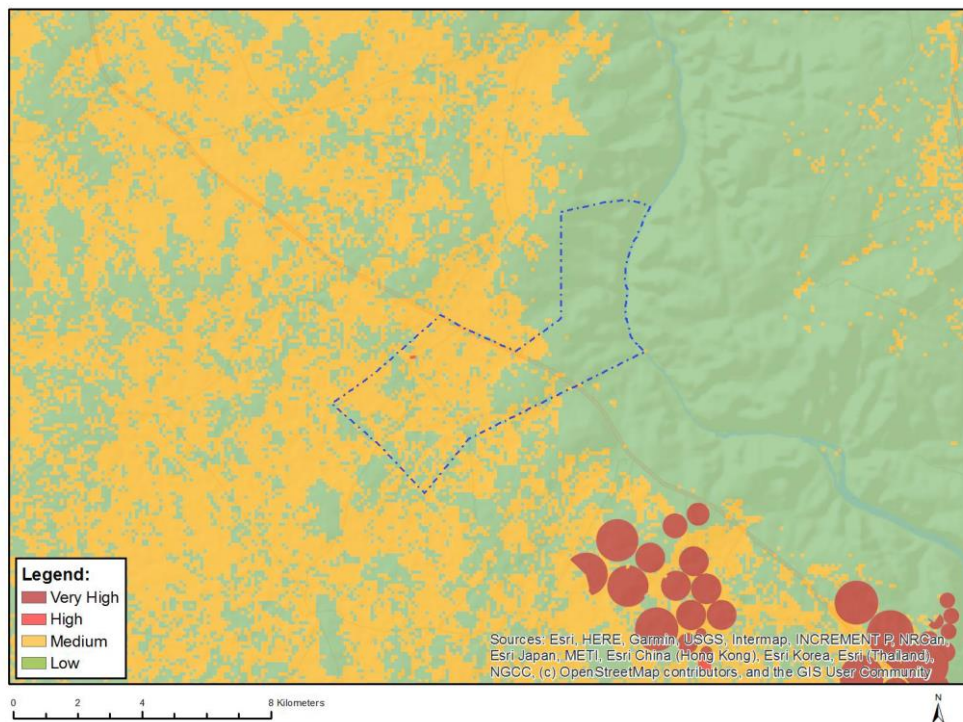 Legend:
Very High
High
Medium
Low
Sources: Esri, HERE, Garmin, USGS, Intermap, INCREMENT P, NRCan,
Esri Japan, METI, Esri China (Hong Kong), Esri Korea, Esri (Thailand),
NGCC, (c) OpenStreetMap contributors, and the GIS User Community
0 2 4 8 Kilometers
N